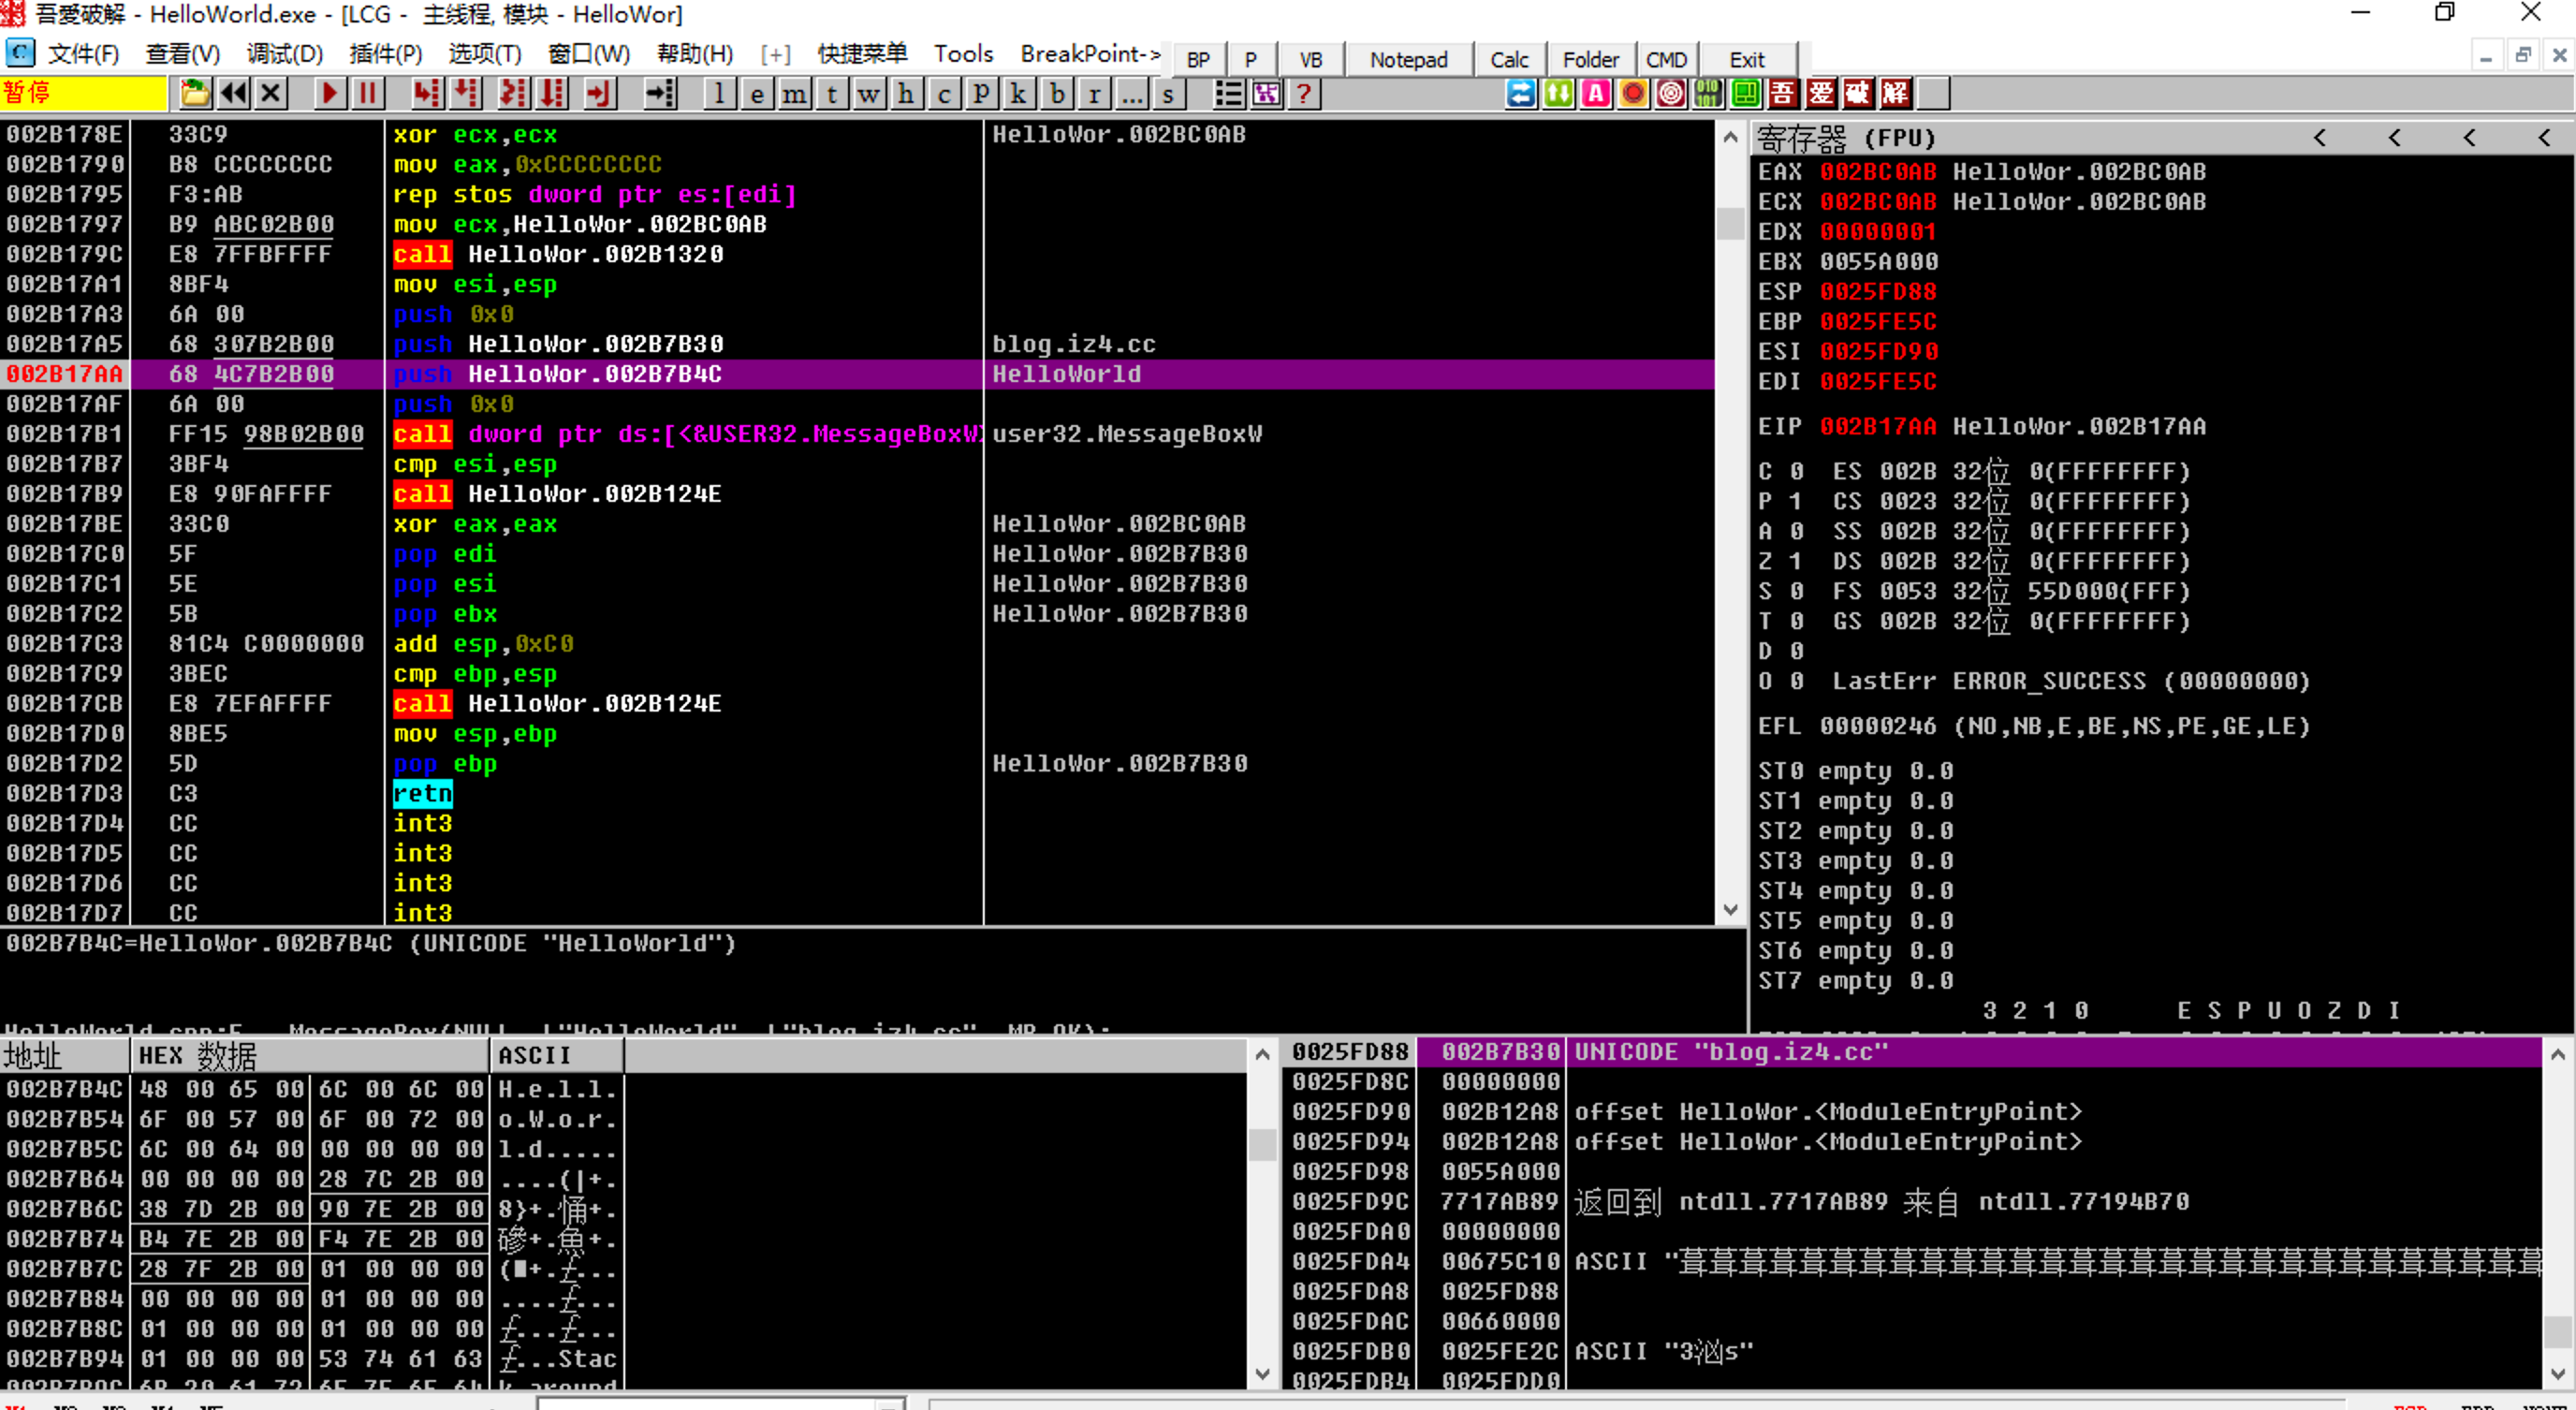 吾愛破解 - HelloWorld.exe - [LCG - 主线程, 模块 - HelloWor]
文件(F) 查看(V) 调试(D) 插件(P) 选项(T) 窗口(W) 帮助(H) [+] 快捷菜单 Tools BreakPoint-> BP P VB Notepad Calc Folder CMD Exit
暂停 l e m t w h c p k b r ... s ? A 吾 爱 破 解
002B178E 33C9 xor ecx,ecx HelloWor.002BC0AB
002B1790 B8 CCCCCCCC mov eax,0xCCCCCCCC
002B1795 F3:AB rep stos dword ptr es:[edi]
002B1797 B9 ABC02B00 mov ecx,HelloWor.002BC0AB
002B179C E8 7FFBFFFF call HelloWor.002B1320
002B17A1 8BF4 mov esi,esp
002B17A3 6A 00 push 0x0
002B17A5 68 307B2B00 push HelloWor.002B7B30 blog.iz4.cc
002B17AA 68 4C7B2B00 push HelloWor.002B7B4C HelloWorld
002B17AF 6A 00 push 0x0
002B17B1 FF15 98B02B00 call dword ptr ds:[<&USER32.MessageBoxW> user32.MessageBoxW
002B17B7 3BF4 cmp esi,esp
002B17B9 E8 90FAFFFF call HelloWor.002B124E
002B17BE 33C0 xor eax,eax HelloWor.002BC0AB
002B17C0 5F pop edi HelloWor.002B7B30
002B17C1 5E pop esi HelloWor.002B7B30
002B17C2 5B pop ebx HelloWor.002B7B30
002B17C3 81C4 C0000000 add esp,0xC0
002B17C9 3BEC cmp ebp,esp
002B17CB E8 7EFAFFFF call HelloWor.002B124E
002B17D0 8BE5 mov esp,ebp
002B17D2 5D pop ebp HelloWor.002B7B30
002B17D3 C3 retn
002B17D4 CC int3
002B17D5 CC int3
002B17D6 CC int3
002B17D7 CC int3
002B7B4C=HelloWor.002B7B4C (UNICODE "HelloWorld")
寄存器 (FPU) < < < <
EAX 002BC0AB HelloWor.002BC0AB
ECX 002BC0AB HelloWor.002BC0AB
EDX 00000001
EBX 0055A000
ESP 0025FD88
EBP 0025FE5C
ESI 0025FD90
EDI 0025FE5C
EIP 002B17AA HelloWor.002B17AA
C 0 ES 002B 32位 0(FFFFFFFF)
P 1 CS 0023 32位 0(FFFFFFFF)
A 0 SS 002B 32位 0(FFFFFFFF)
Z 1 DS 002B 32位 0(FFFFFFFF)
S 0 FS 0053 32位 55D000(FFF)
T 0 GS 002B 32位 0(FFFFFFFF)
D 0
O 0 LastErr ERROR_SUCCESS (00000000)
EFL 00000246 (NO,NB,E,BE,NS,PE,GE,LE)
ST0 empty 0.0
ST1 empty 0.0
ST2 empty 0.0
ST3 empty 0.0
ST4 empty 0.0
ST5 empty 0.0
ST6 empty 0.0
ST7 empty 0.0
3 2 1 0 E S P U O Z D I
地址 HEX 数据 ASCII
002B7B4C 48 00 65 00 6C 00 6C 00 H.e.l.l.
002B7B54 6F 00 57 00 6F 00 72 00 o.W.o.r.
002B7B5C 6C 00 64 00 00 00 00 00 l.d.....
002B7B64 00 00 00 00 28 7C 2B 00 ....(|+.
002B7B6C 38 7D 2B 00 90 7E 2B 00 8}+.恦+.
002B7B74 B4 7E 2B 00 F4 7E 2B 00 +.魚+.
002B7B7C 28 7F 2B 00 01 00 00 00
002B7B84 00 00 00 00 01 00 00 00
002B7B8C 01 00 00 00 01 00 00 00
002B7B94 01 00 00 00 53 74 61 63 ...Stac
0025FD88 002B7B30 UNICODE "blog.iz4.cc"
0025FD8C 00000000
0025FD90 002B12A8 offset HelloWor.<ModuleEntryPoint>
0025FD94 002B12A8 offset HelloWor.<ModuleEntryPoint>
0025FD98 0055A000
0025FD9C 7717AB89 返回到 ntdll.7717AB89 来自 ntdll.77194B70
0025FDA0 00000000
0025FDA4 00675C10 ASCII "葺葺葺葺葺葺葺葺葺葺葺葺葺葺葺葺葺葺葺葺葺葺葺葺葺葺葺葺葺
0025FDA8 0025FD88
0025FDAC 00660000
0025FDB0 0025FE2C ASCII "3汹s"
0025FDB4 0025FDD0